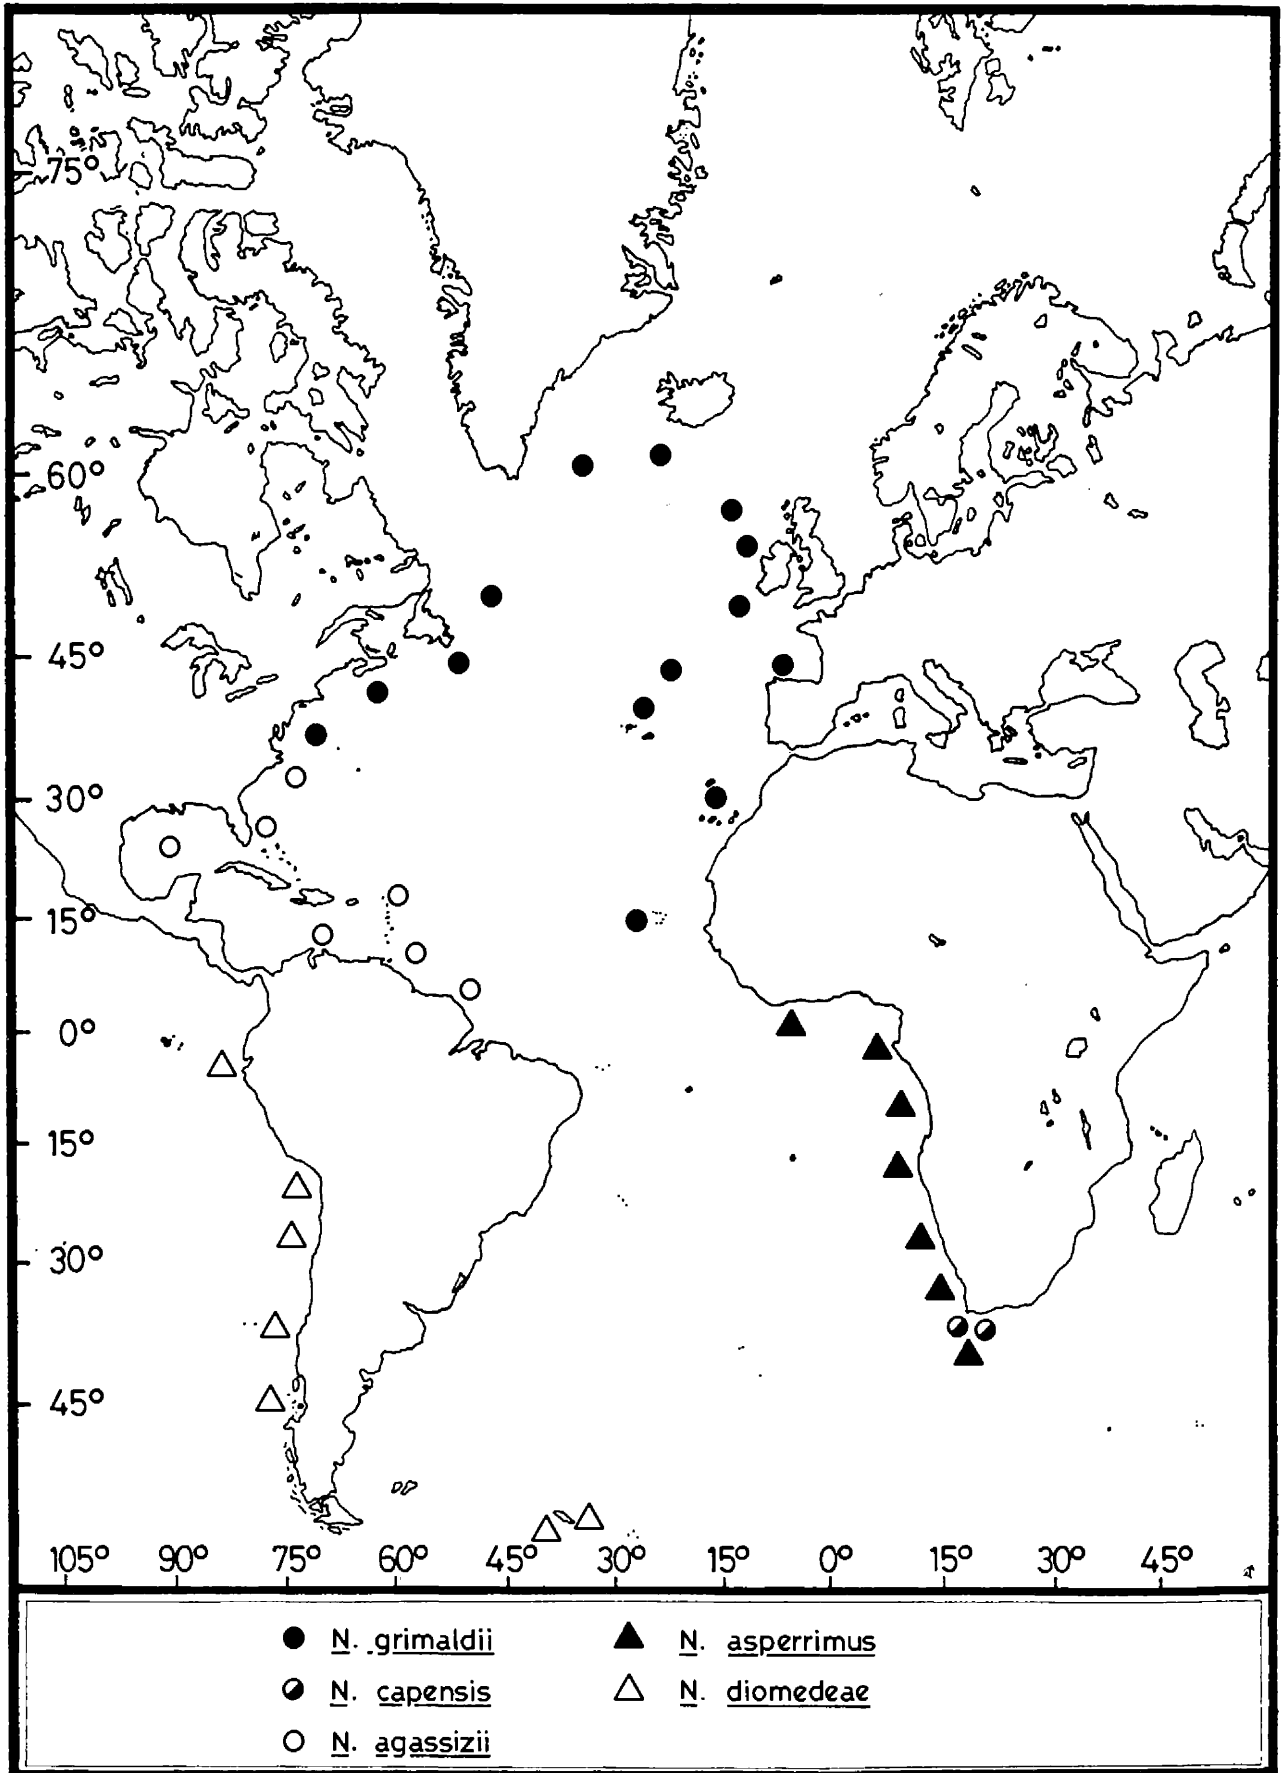 75°
60°
45°
30°
15°
0°
15°
30°
45°
105° 90° 75° 60° 45° 30° 15° 0° 15° 30° 45°
N. grimaldii
N. capensis
N. agassizii
N. asperrimus
N. diomedeae